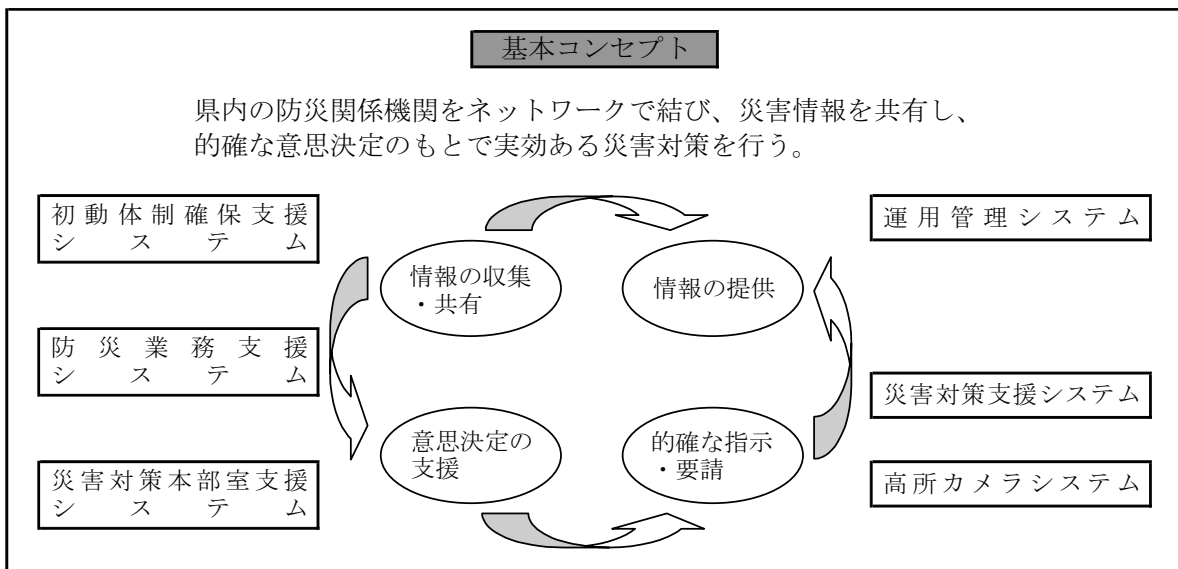 基本コンセプト
県内の防災関係機関をネットワークで結び、災害情報を共有し、
的確な意思決定のもとで実効ある災害対策を行う。
初動体制確保支援
システム
防災業務支援
システム
災害対策本部室支援
システム
情報の収集
・共有
情報の提供
意思決定の
支援
的確な指示
・要請
運用管理システム
災害対策支援システム
高所カメラシステム